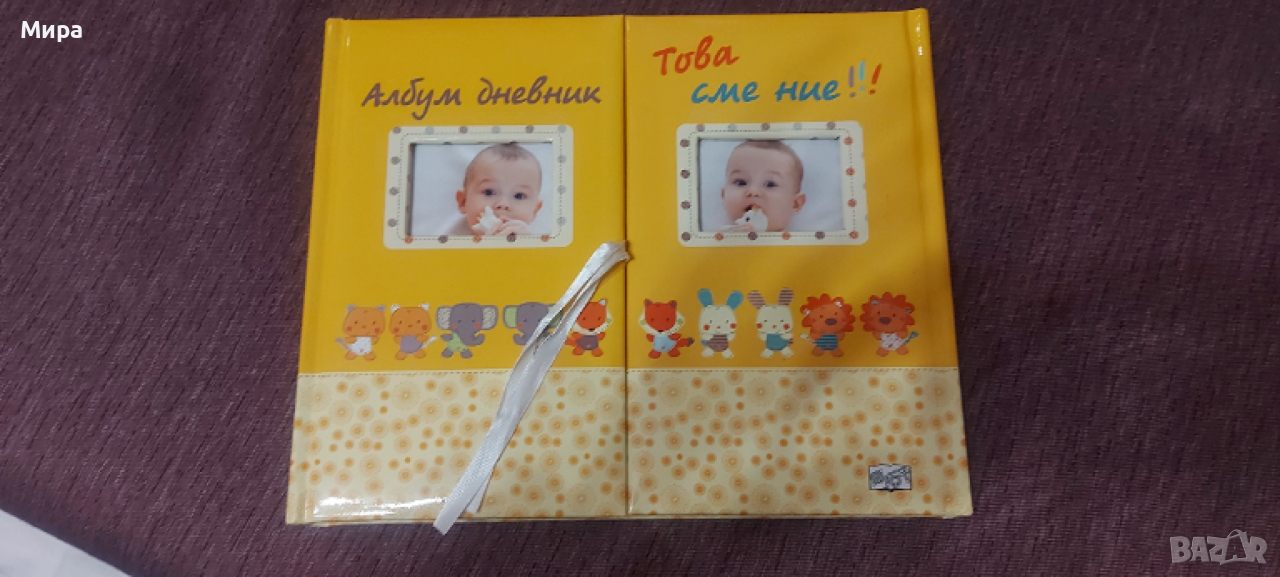 Мира
Албум дневник
Това
сме ние!!!
BAZAR